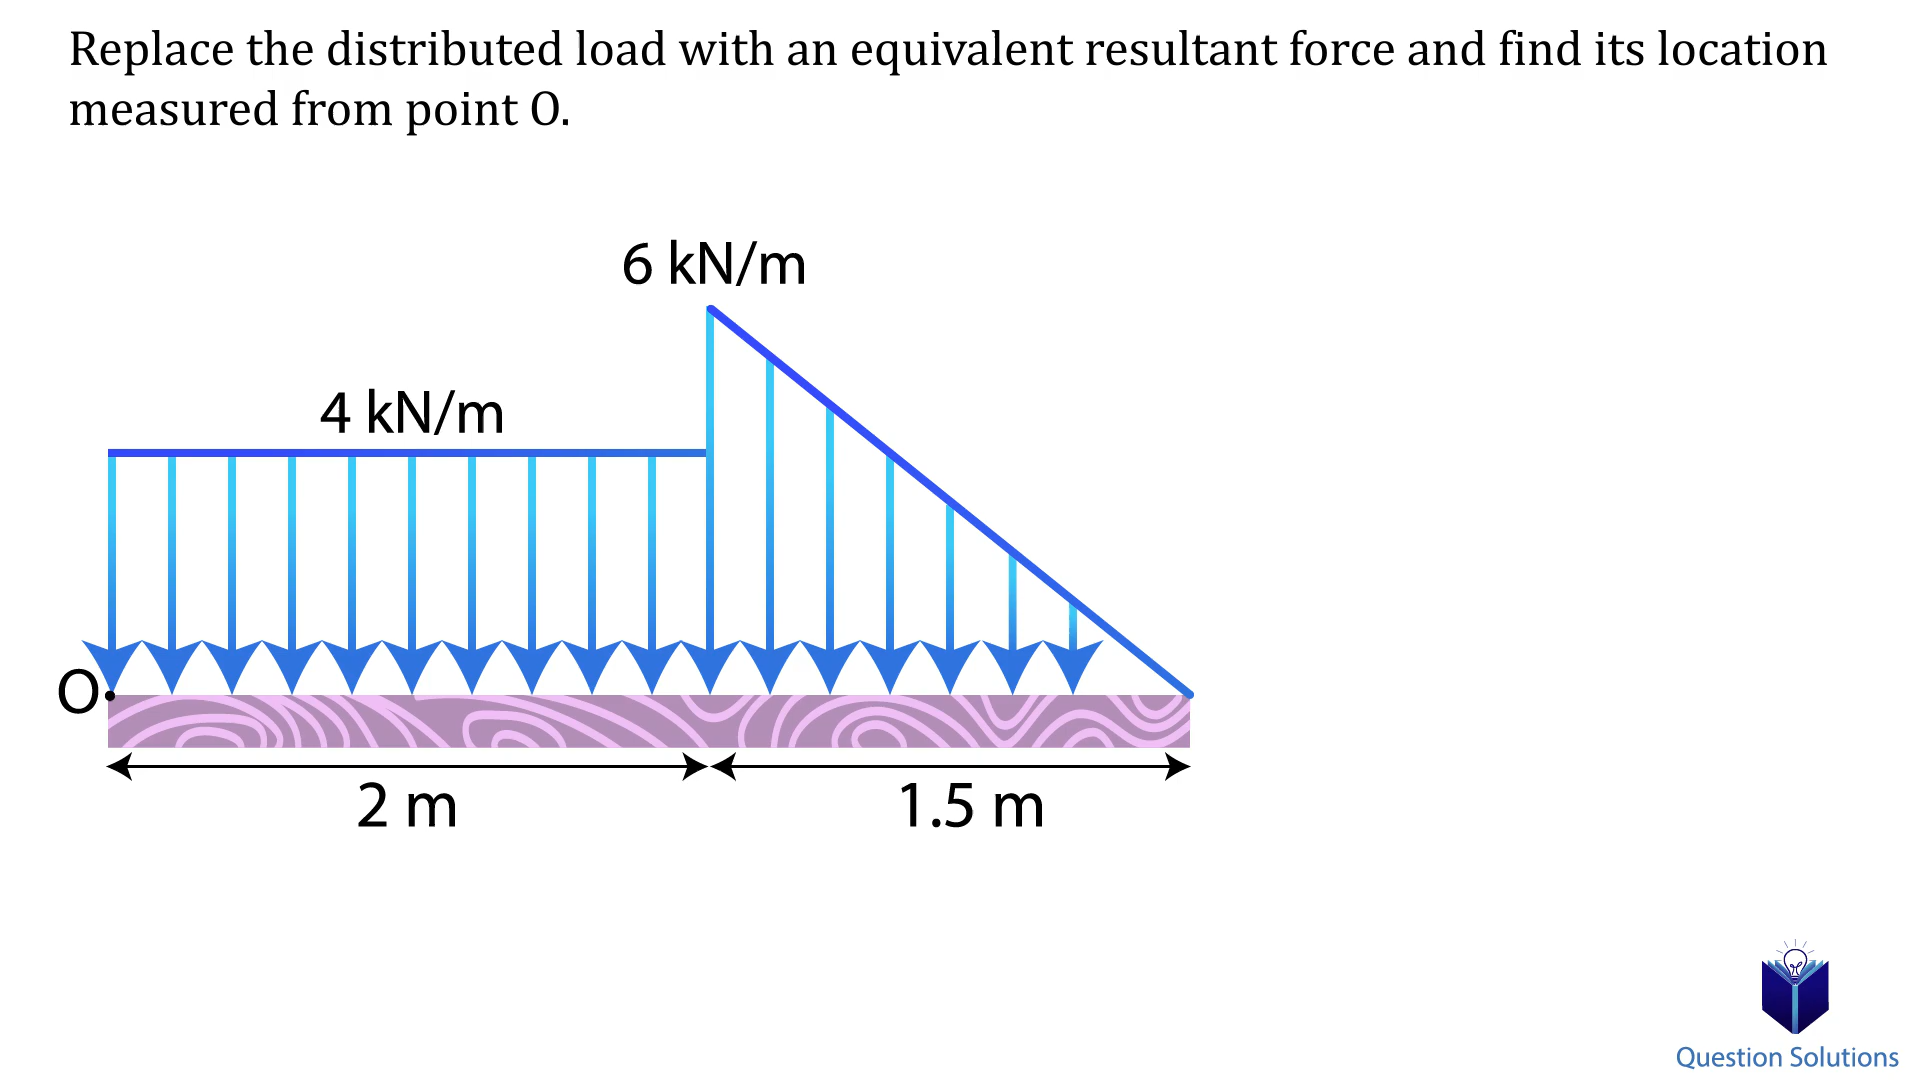 Replace the distributed load with an equivalent resultant force and find its location
measured from point O.
6 kN/m
4 kN/m
O
2 m
1.5 m
Question Solutions